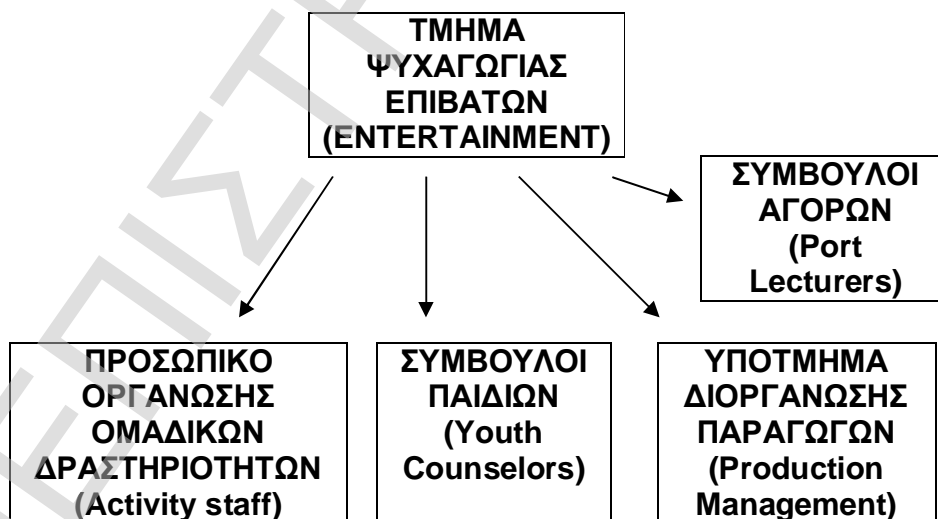 ΤΜΗΜΑ
ΨΥΧΑΓΩΓΙΑΣ
ΕΠΙΒΑΤΩΝ
(ENTERTAINMENT)
ΣΥΜΒΟΥΛΟΙ
ΑΓΟΡΩΝ
(Port
Lecturers)
ΠΡΟΣΩΠΙΚΟ
ΟΡΓΑΝΩΣΗΣ
ΟΜΑΔΙΚΩΝ
ΔΡΑΣΤΗΡΙΟΤΗΤΩΝ
(Activity staff)
ΣΥΜΒΟΥΛΟΙ
ΠΑΙΔΙΩΝ
(Youth
Counselors)
ΥΠΟΤΜΗΜΑ
ΔΙΟΡΓΑΝΩΣΗΣ
ΠΑΡΑΓΩΓΩΝ
(Production
Management)